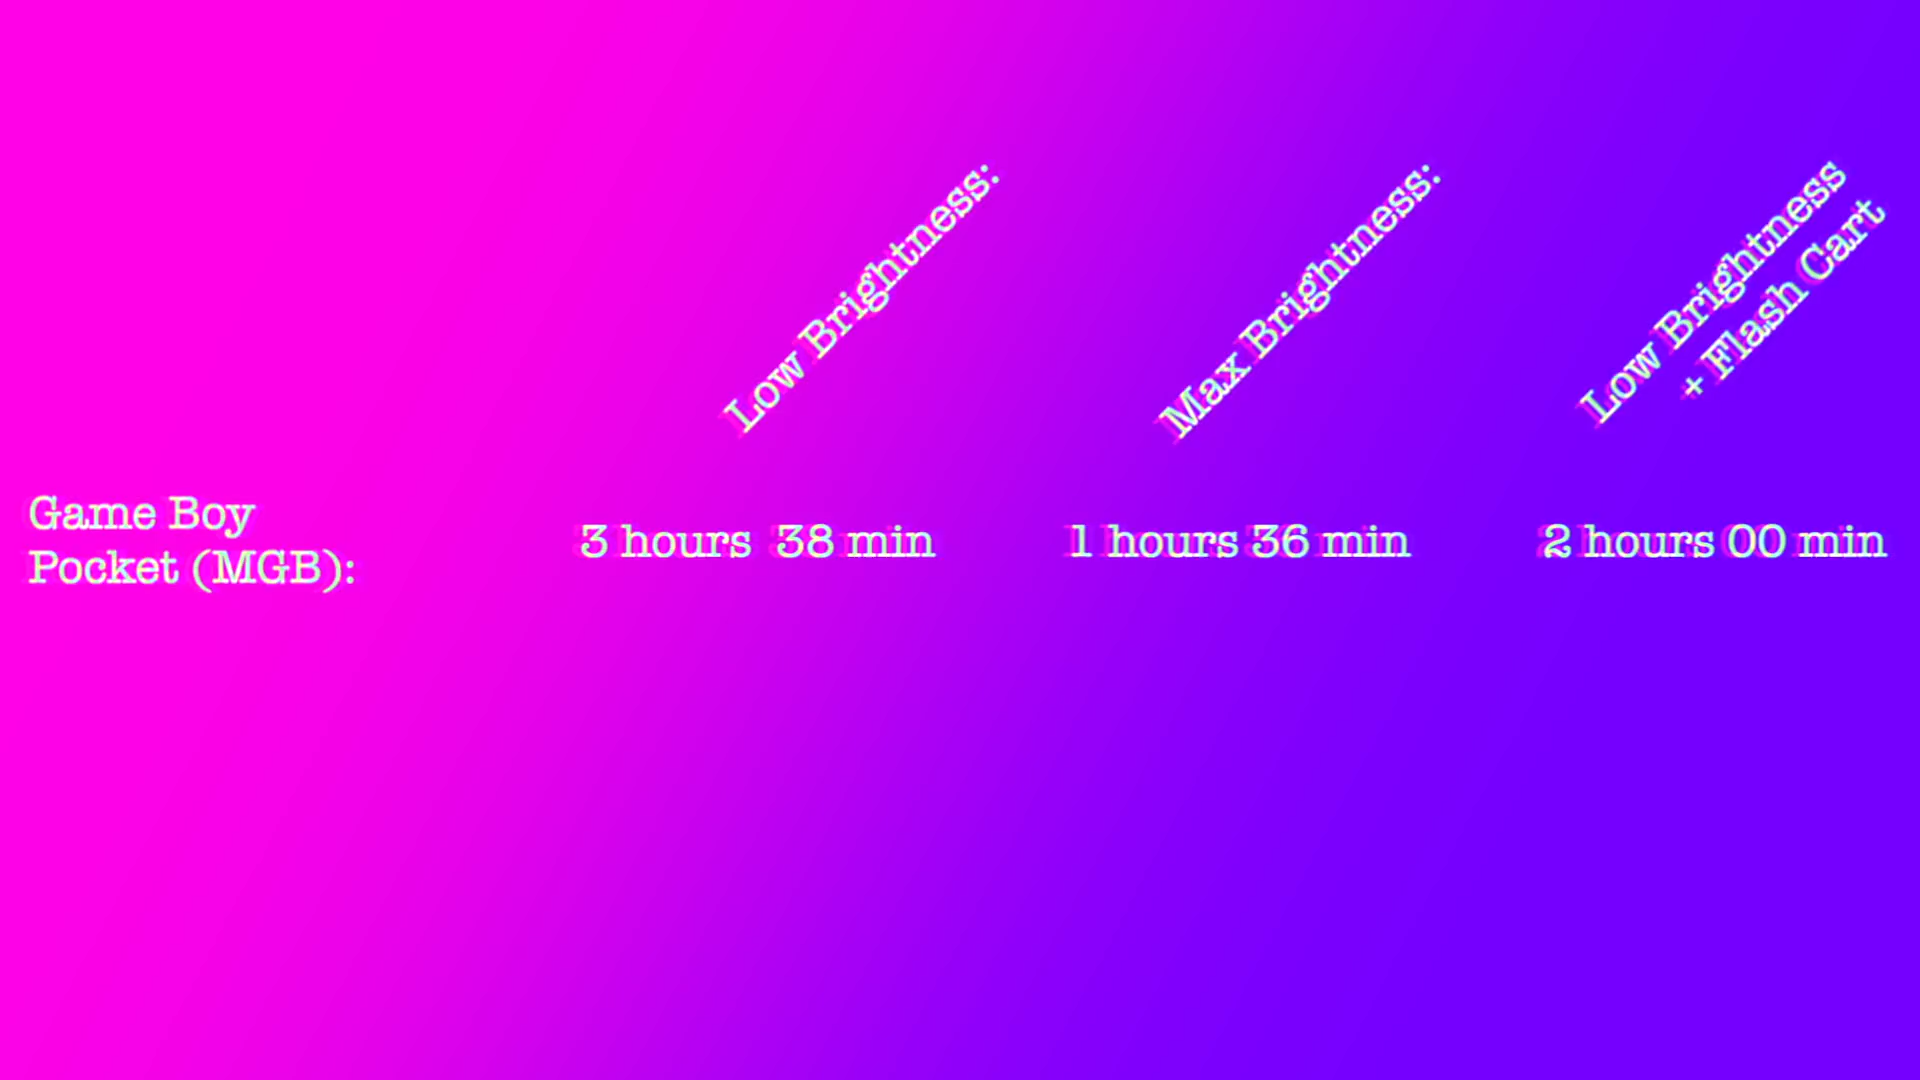 Low Brightness:
Max Brightness:
Low Brightness
+ Flash Cart
Game Boy
Pocket (MGB):
3 hours 38 min
1 hours 36 min
2 hours 00 min